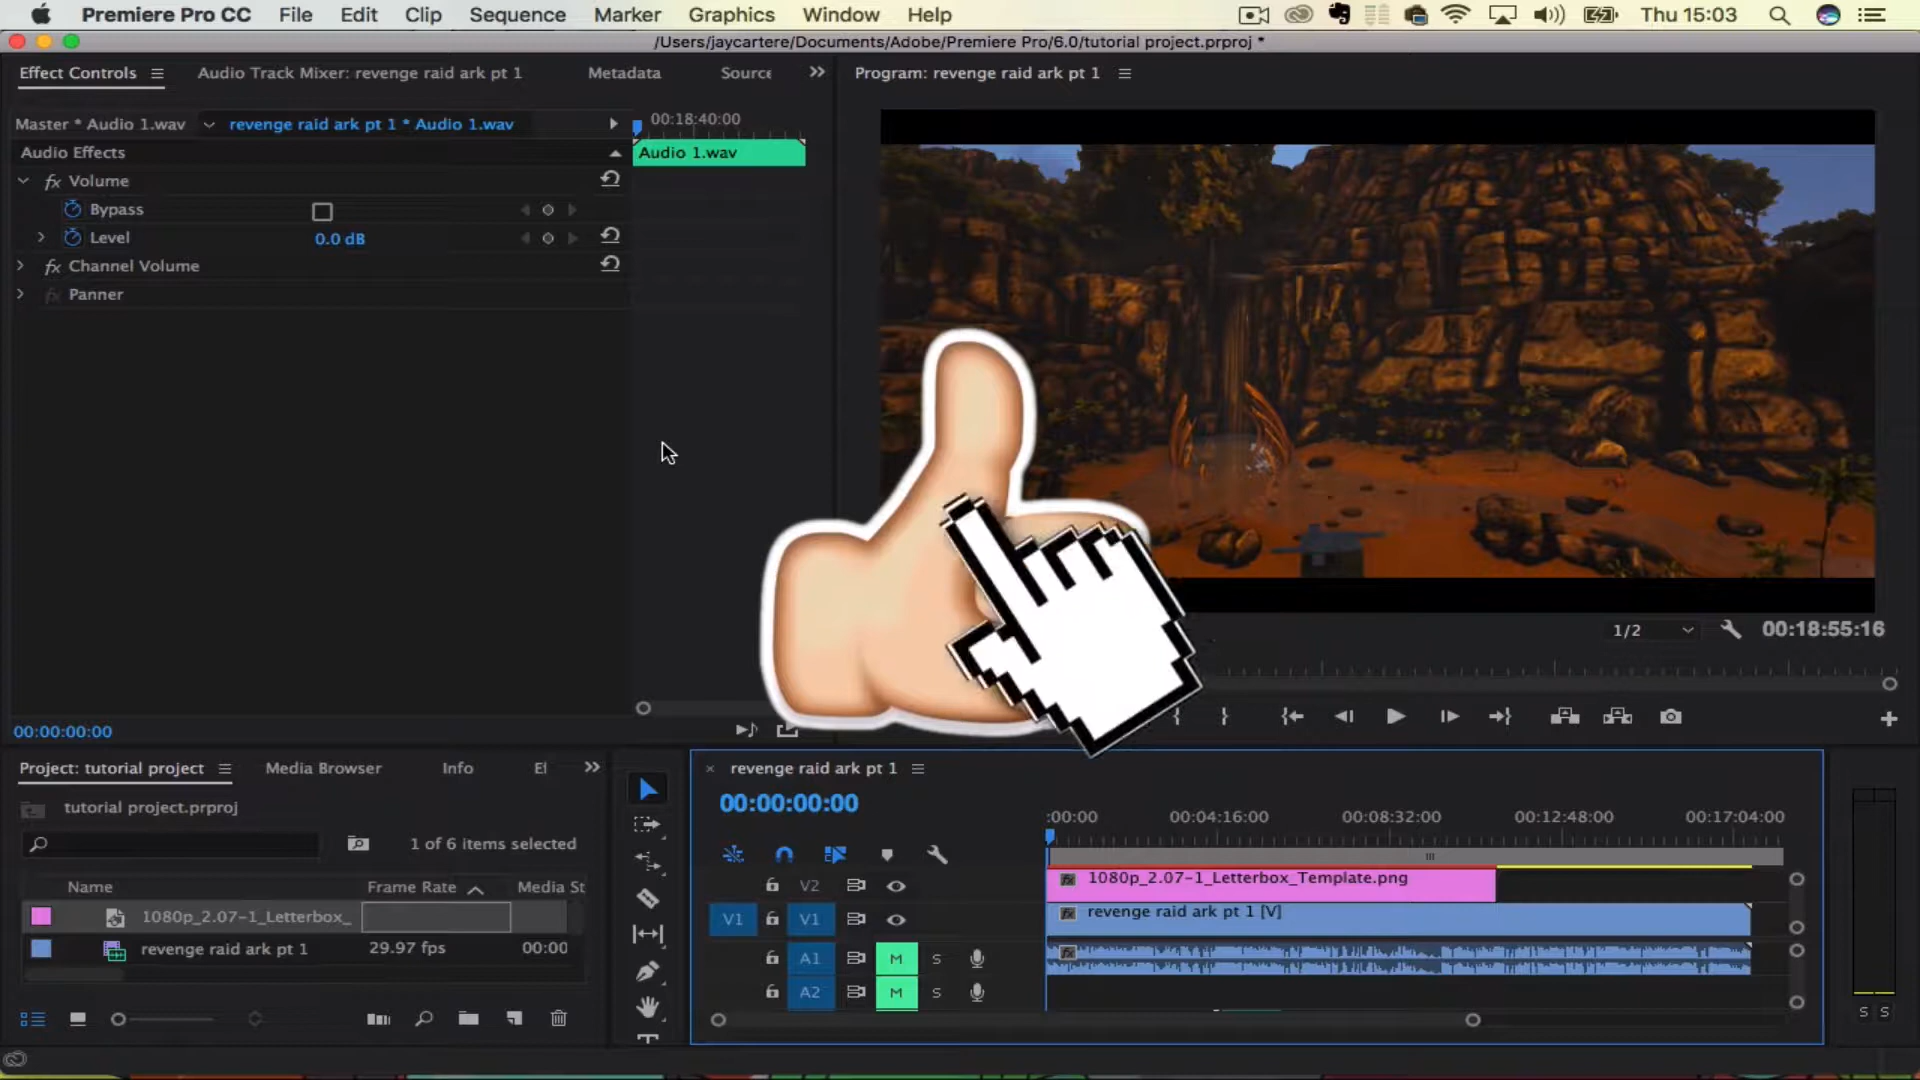 Premiere Pro CC File Edit Clip Sequence Marker Graphics Window Help Thu 15:03
/Users/jaycartere/Documents/Adobe/Premiere Pro/6.0/tutorial project.prproj *
Effect Controls Audio Track Mixer: revenge raid ark pt 1 Metadata Source
Program: revenge raid ark pt 1
Master * Audio 1.wav revenge raid ark pt 1 * Audio 1.wav
00:18:40:00
Audio Effects
Audio 1.wav
fx Volume
Bypass
Level 0.0 dB
fx Channel Volume
fx Panner
1/2 00:18:55:16
00:00:00:00
Project: tutorial project Media Browser Info El
tutorial project.prproj
1 of 6 items selected
Name Frame Rate Media St
1080p_2.07-1_Letterbox_
revenge raid ark pt 1 29.97 fps 00:00
× revenge raid ark pt 1
00:00:00:00
:00:00 00:04:16:00 00:08:32:00 00:12:48:00 00:17:04:00
V2 fx 1080p_2.07-1_Letterbox_Template.png
V1 V1 fx revenge raid ark pt 1 [V]
A1 M S fx
A2 M S
S S